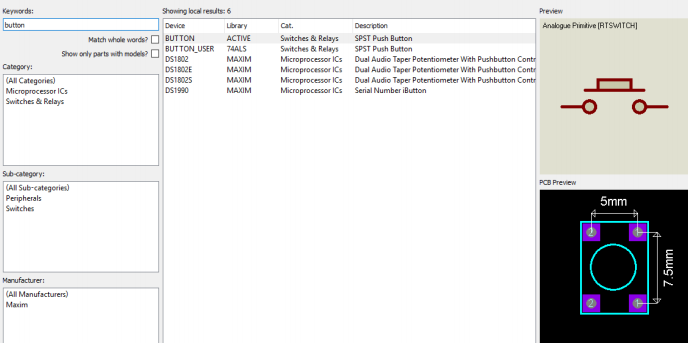 Keywords:
button
Match whole words?
Show only parts with models?
Category:
(All Categories)
Microprocessor ICs
Switches & Relays
Sub-category:
(All Sub-categories)
Peripherals
Switches
Manufacturer:
(All Manufacturers)
Maxim
Showing local results: 6
Device Library Cat. Description
BUTTON ACTIVE Switches & Relays SPST Push Button
BUTTON_USER 74ALS Switches & Relays SPST Push Button
DS1802 MAXIM Microprocessor ICs Dual Audio Taper Potentiometer With Pushbutton Contr
DS1802E MAXIM Microprocessor ICs Dual Audio Taper Potentiometer With Pushbutton Contr
DS1802S MAXIM Microprocessor ICs Dual Audio Taper Potentiometer With Pushbutton Contr
DS1990 MAXIM Microprocessor ICs Serial Number iButton
Preview
Analogue Primitive [RTSWITCH]
PCB Preview
5mm
2 1
7.5mm
2 1